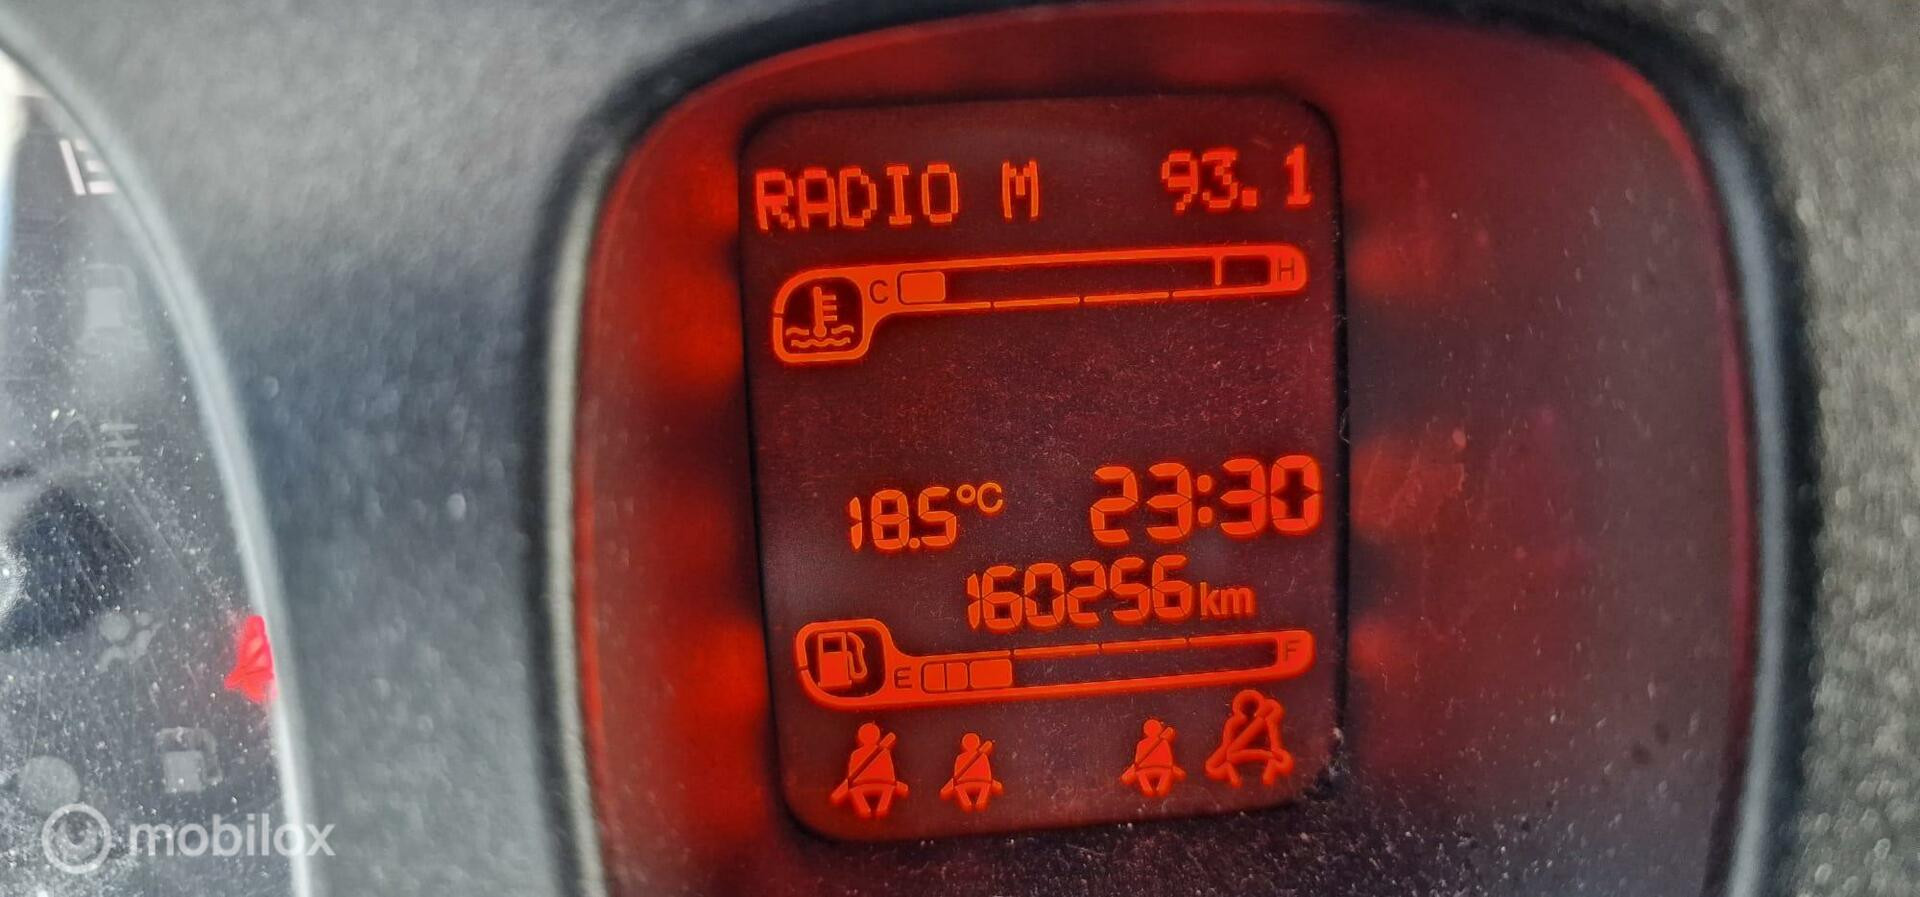 RADIO M 93.1
C H
18.5°C 23:30
160256km
E F
mobilox